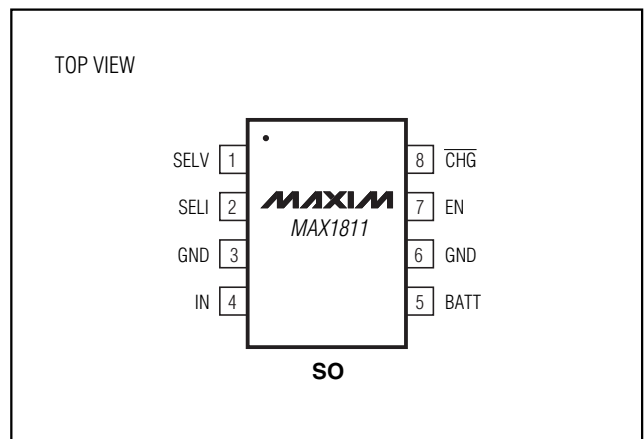 TOP VIEW
SELV 1
8 C̅H̅G̅
SELI 2
MAXIM
7 EN
MAX1811
GND 3
6 GND
IN 4
5 BATT
SO